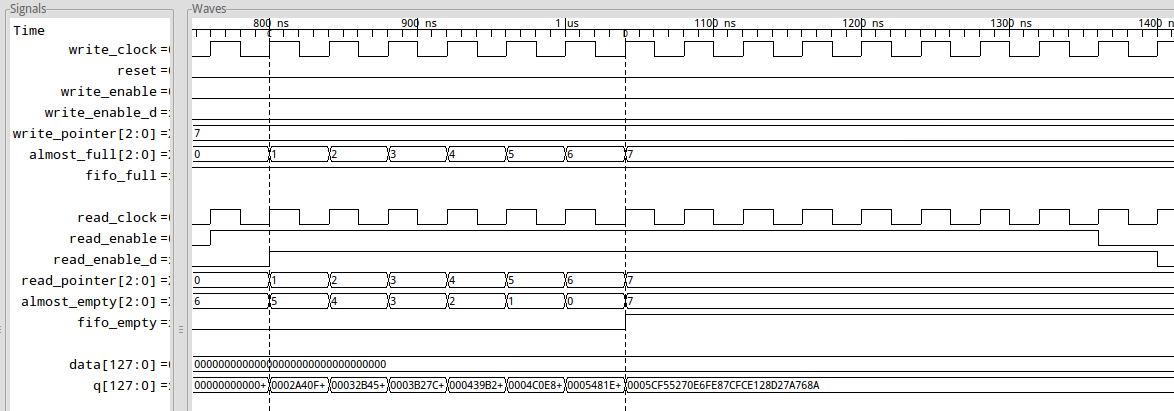 Signals
Waves
Time
800 ns 900 ns 1 us 1100 ns 1200 ns 1300 ns 1400 n
write_clock =
reset =
write_enable =
write_enable_d =
write_pointer[2:0] = 7
almost_full[2:0] = 0 1 2 3 4 5 6 7
fifo_full =
read_clock =
read_enable =
read_enable_d =
read_pointer[2:0] = 0 1 2 3 4 5 6 7
almost_empty[2:0] = 6 5 4 3 2 1 0 7
fifo_empty =
data[127:0] = 00000000000000000000000000000000
q[127:0] = 00000000000+ 0002A40F+ 00032B45+ 0003B27C+ 000439B2+ 0004C0E8+ 0005481E+ 0005CF55270E6FE87CFCE128D27A768A